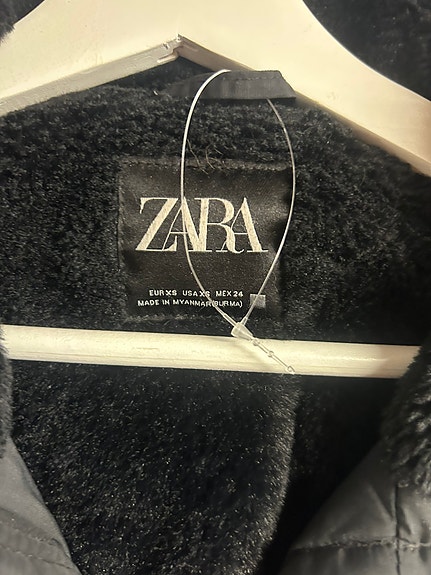 ZARA
EUR XS USA XS MEX 24
MADE IN MYANMAR (BURMA)